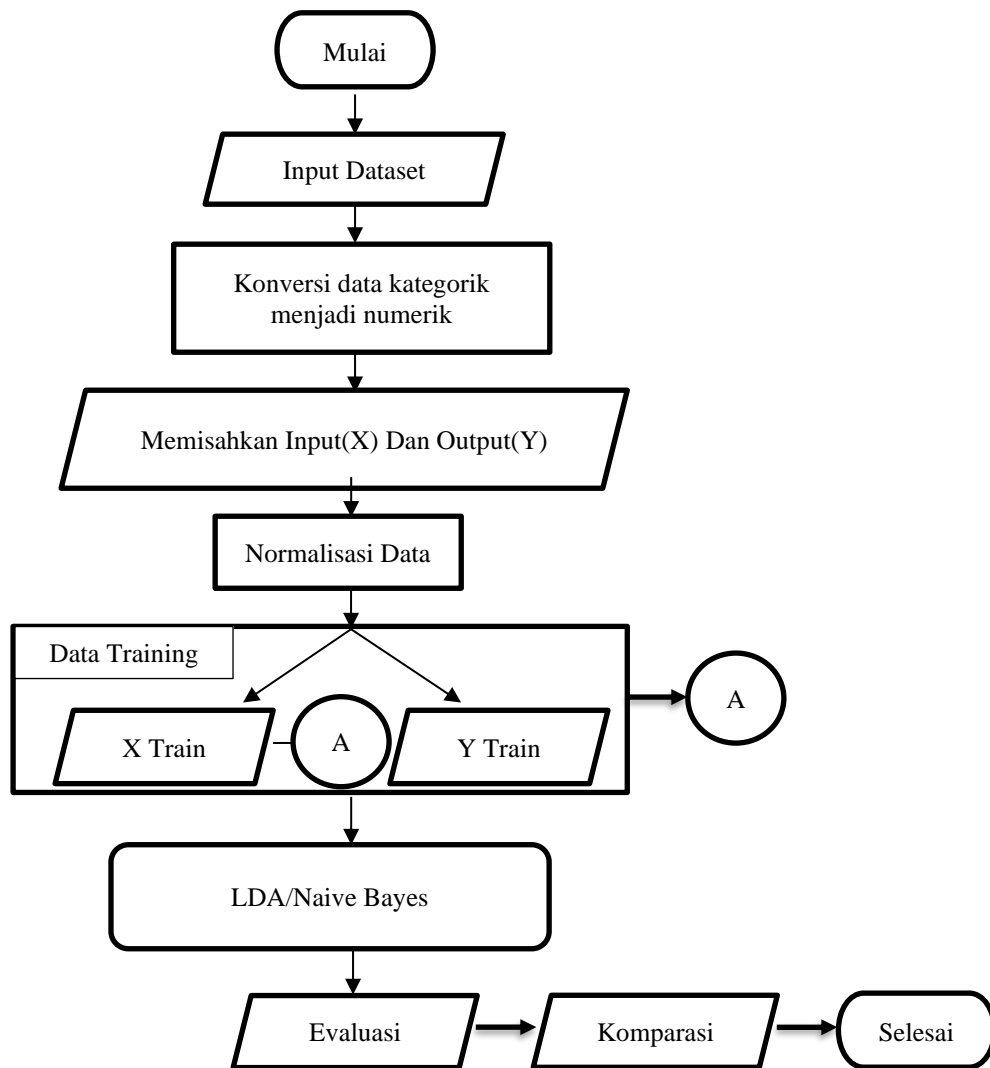 Mulai
Input Dataset
Konversi data kategorik
menjadi numerik
Memisahkan Input(X) Dan Output(Y)
Normalisasi Data
Data Training
A
X Train
A
Y Train
LDA/Naive Bayes
Evaluasi
Komparasi
Selesai